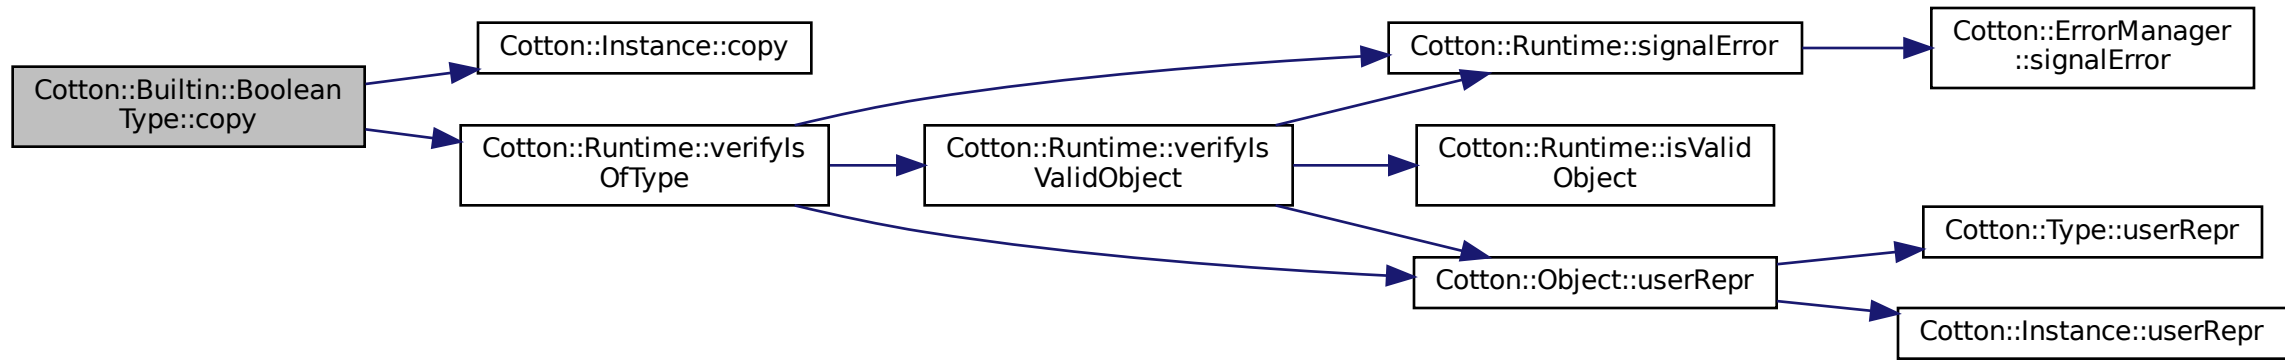 Cotton::Builtin::Boolean
Type::copy
Cotton::Instance::copy
Cotton::Runtime::verifyIs
OfType
Cotton::Runtime::verifyIs
ValidObject
Cotton::Runtime::signalError
Cotton::ErrorManager
::signalError
Cotton::Runtime::isValid
Object
Cotton::Object::userRepr
Cotton::Type::userRepr
Cotton::Instance::userRepr